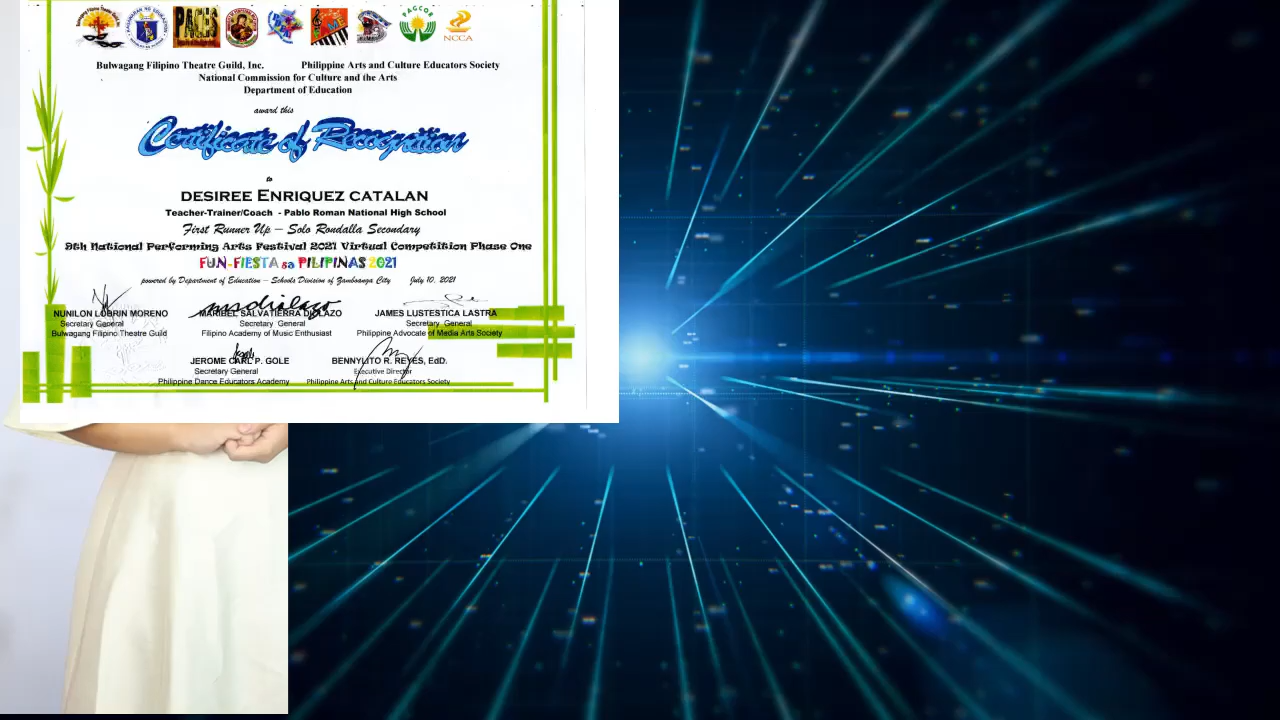 PACES
ME
PAGCOR
NCCA
Bulwagang Filipino Theatre Guild, Inc. Philippine Arts and Culture Educators Society
National Commission for Culture and the Arts
Department of Education
award this
Certificate of Recognition
to
DESIREE ENRIQUEZ CATALAN
Teacher-Trainer/Coach - Pablo Roman National High School
First Runner Up – Solo Rondalla Secondary
9th National Performing Arts Festival 2021 Virtual Competition Phase One
FUN-FIESTA sa PILIPINAS 2021
powered by Department of Education – Schools Division of Zamboanga City July 10, 2021
NUNILON LOBRIN MORENO MARIBEL SALVATIERRA DIOLAZO JAMES LUSTESTICA LASTRA
Secretary General Secretary General Secretary General
Bulwagang Filipino Theatre Guild Filipino Academy of Music Enthusiast Philippine Advocate of Media Arts Society
JEROME CARL P. GOLE BENNYLITO R. REYES, EdD.
Secretary General Executive Director
Philippine Dance Educators Academy Philippine Arts and Culture Educators Society